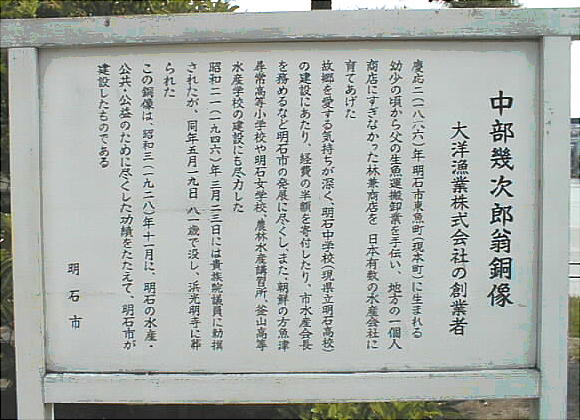 中部幾次郎翁銅像
大洋漁業株式会社の創業者
慶応二(一八六六)年 明石市東魚町(現本町)に生まれる
幼少の頃から父の生魚運搬卸業を手伝い、地方の一個人
商店にすぎなかった林兼商店を 日本有数の水産会社に
育てあげた
故郷を愛する気持ちが深く、明石中学校(現県立明石高校)
の建設にあたり、経費の半額を寄付したり、市水産会長
を務めるなど明石市の発展に尽くし、また、朝鮮の方魚津
尋常高等小学校や明石女学校、農林水産講習所、釜山高等
水産学校の建設にも尽力した
昭和二一(一九四六)年三月二三日には貴族院議員に勅撰
されたが、同年五月一九日 八一歳で没し、浜光明寺に葬
られた
この銅像は、昭和三(一九二八)年十一月に、明石の水産・
公共・公益のために尽くした功績をたたえて、明石市が
建設したものである
明石市